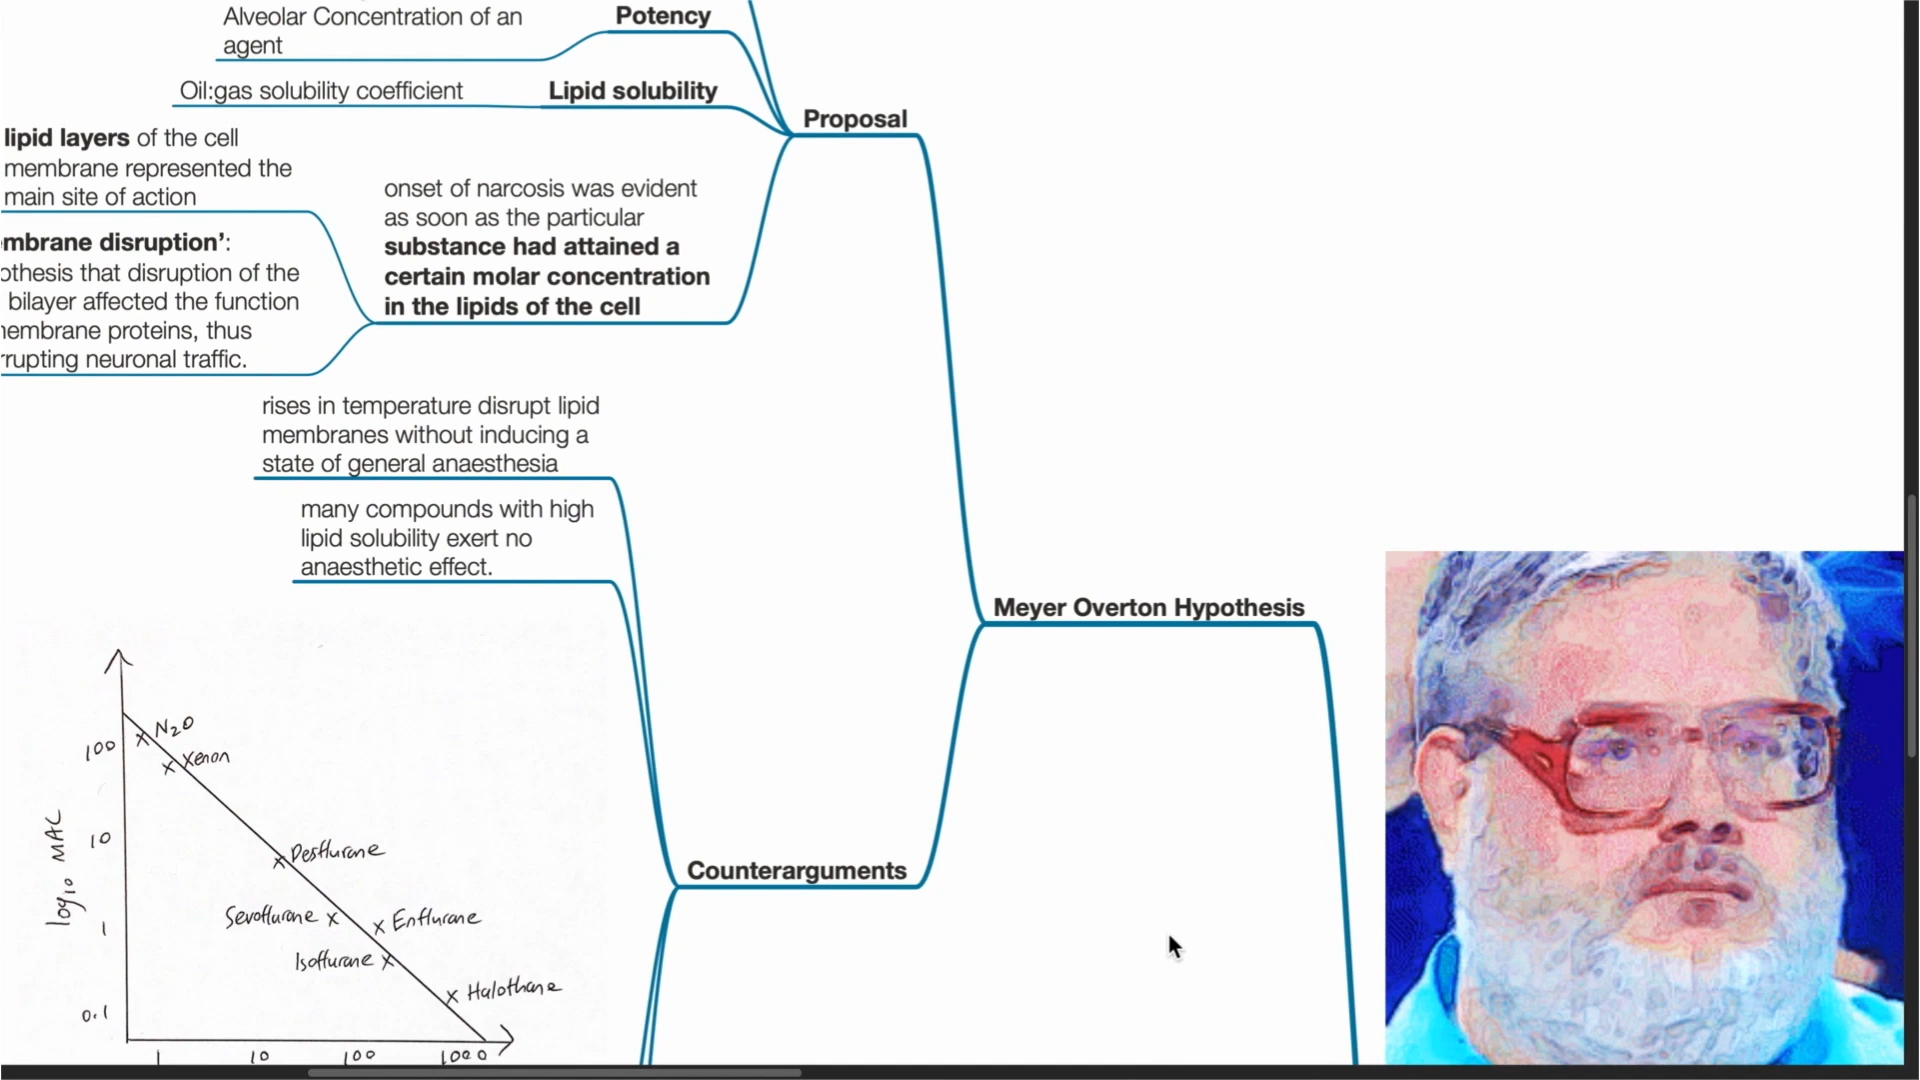 Alveolar Concentration of an
agent
Potency
Oil:gas solubility coefficient
Lipid solubility
Proposal
lipid layers of the cell
membrane represented the
main site of action
onset of narcosis was evident
as soon as the particular
substance had attained a
certain molar concentration
in the lipids of the cell
mbrane disruption’:
othesis that disruption of the
bilayer affected the function
embrane proteins, thus
rrupting neuronal traffic.
rises in temperature disrupt lipid
membranes without inducing a
state of general anaesthesia
many compounds with high
lipid solubility exert no
anaesthetic effect.
Meyer Overton Hypothesis
Counterarguments
log10 MAC
100
10
1
0.1
N2O
Xenon
Desflurane
Sevoflurane
Enflurane
Isoflurane
Halothane
1
10
100
1000